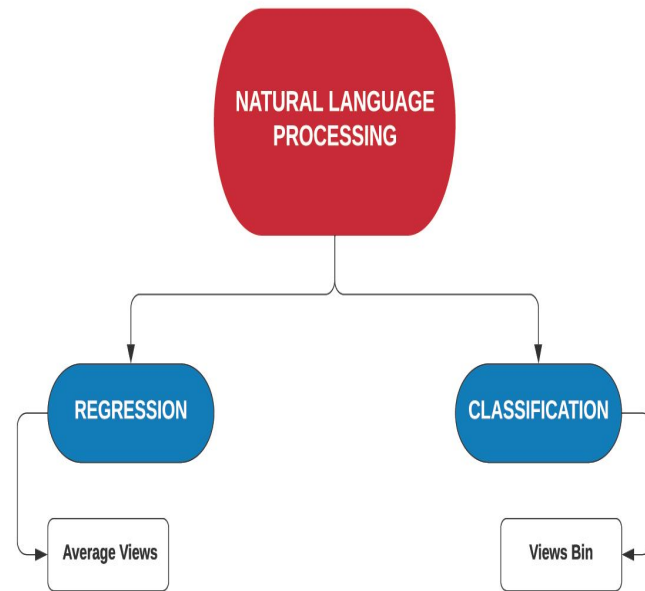 NATURAL LANGUAGE
PROCESSING
REGRESSION
CLASSIFICATION
Average Views
Views Bin